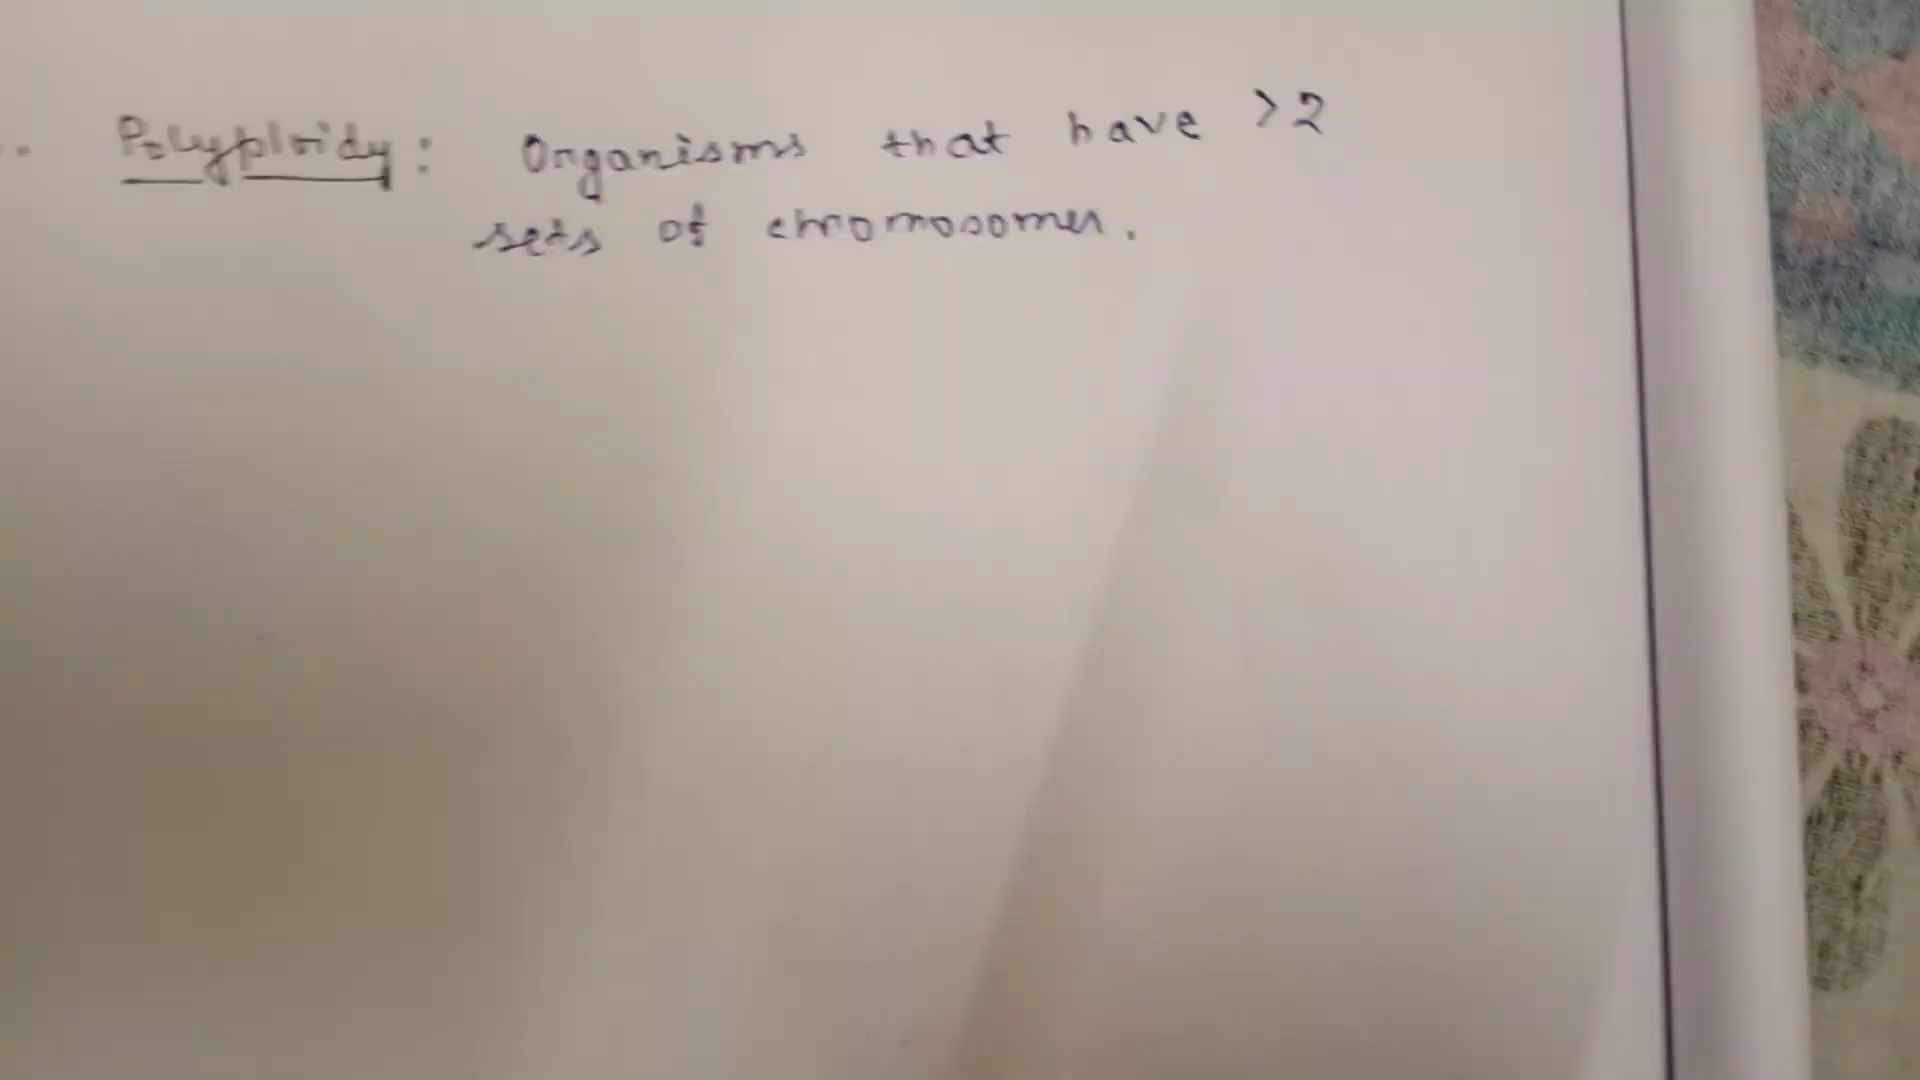 Polyploidy: Organisms that have >2
sets of chromosomes.